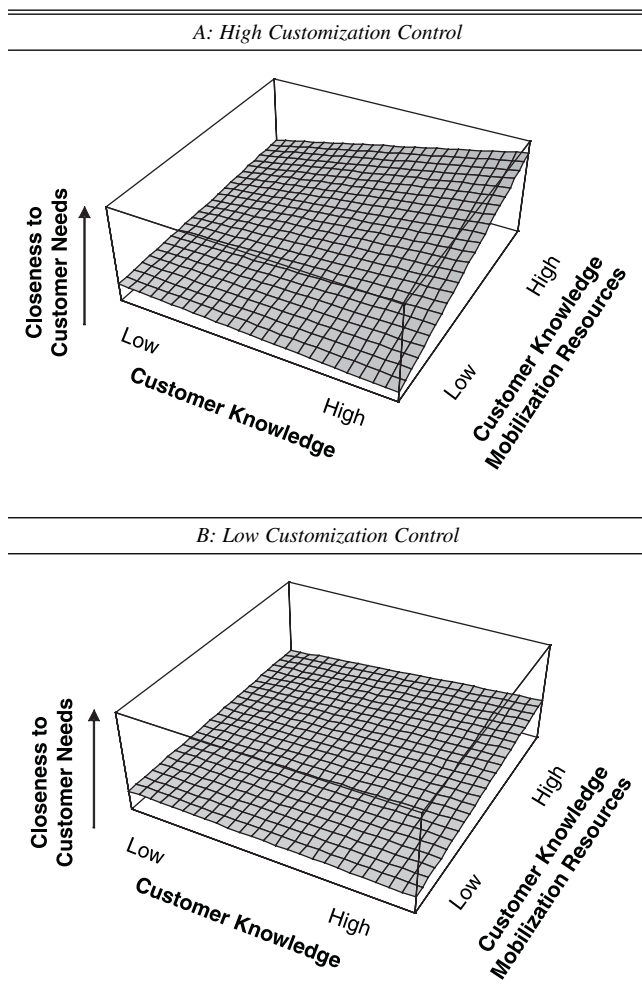 A: High Customization Control
Closeness to
Customer Needs
Low
Customer Knowledge
High
Low
High
Customer Knowledge
Mobilization Resources
B: Low Customization Control
Closeness to
Customer Needs
Low
Customer Knowledge
High
Low
High
Customer Knowledge
Mobilization Resources